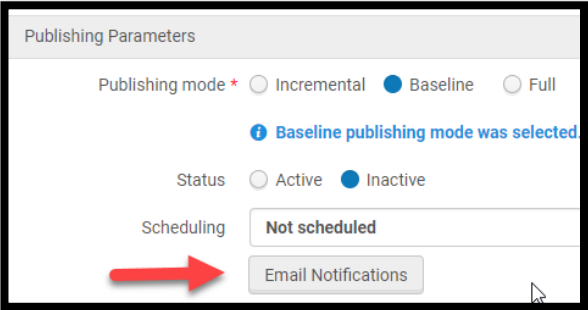 Publishing Parameters
Publishing mode * Incremental Baseline Full
Baseline publishing mode was selected.
Status Active Inactive
Scheduling Not scheduled
Email Notifications